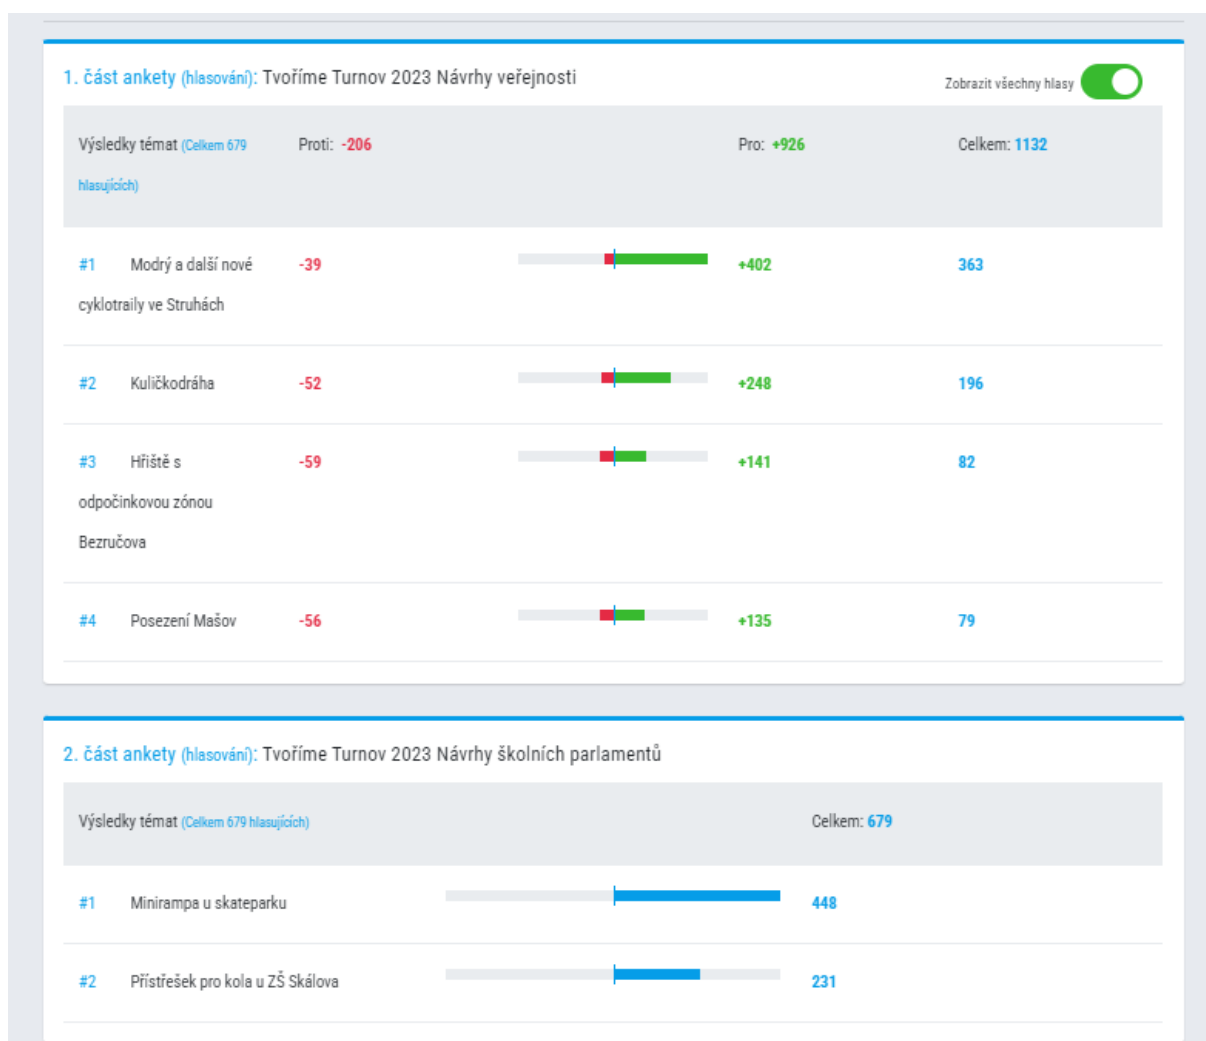 1. část ankety (hlasování): Tvoříme Turnov 2023 Návrhy veřejnosti
Zobrazit všechny hlasy
Výsledky témat (Celkem 679 hlasujících)
Proti: -206
Pro: +926
Celkem: 1132
#1 Modrý a další nové -39 +402 363
cyklotraily ve Struhách
#2 Kuličkodráha -52 +248 196
#3 Hřiště s -59 +141 82
odpočinkovou zónou
Bezručova
#4 Posezení Mašov -56 +135 79
2. část ankety (hlasování): Tvoříme Turnov 2023 Návrhy školních parlamentů
Výsledky témat (Celkem 679 hlasujících) Celkem: 679
#1 Minirampa u skateparku 448
#2 Přístřešek pro kola u ZŠ Skálova 231